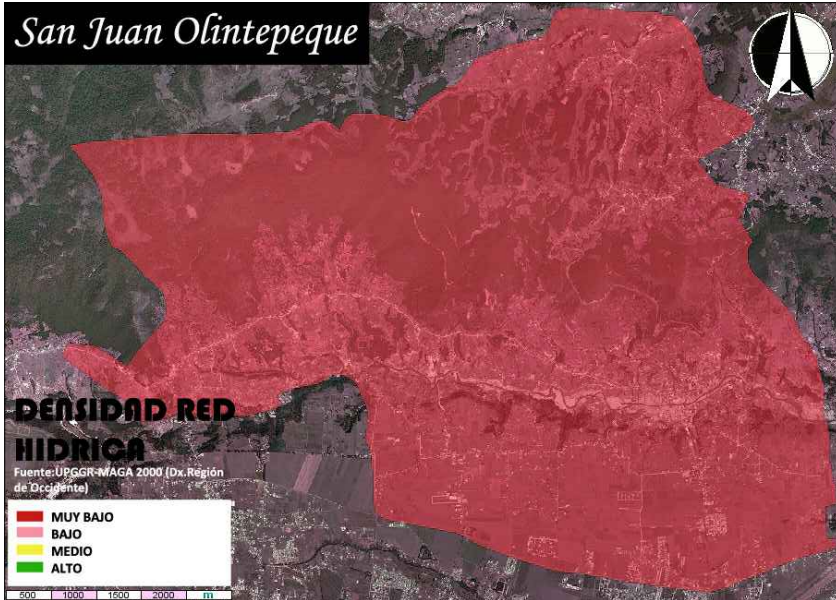 San Juan Olintepeque
DENSIDAD RED
HIDRICA
Fuente:UPGGR-MAGA 2000 (Dx.Región
de Occidente)
MUY BAJO
BAJO
MEDIO
ALTO
500 1000 1500 2000 m